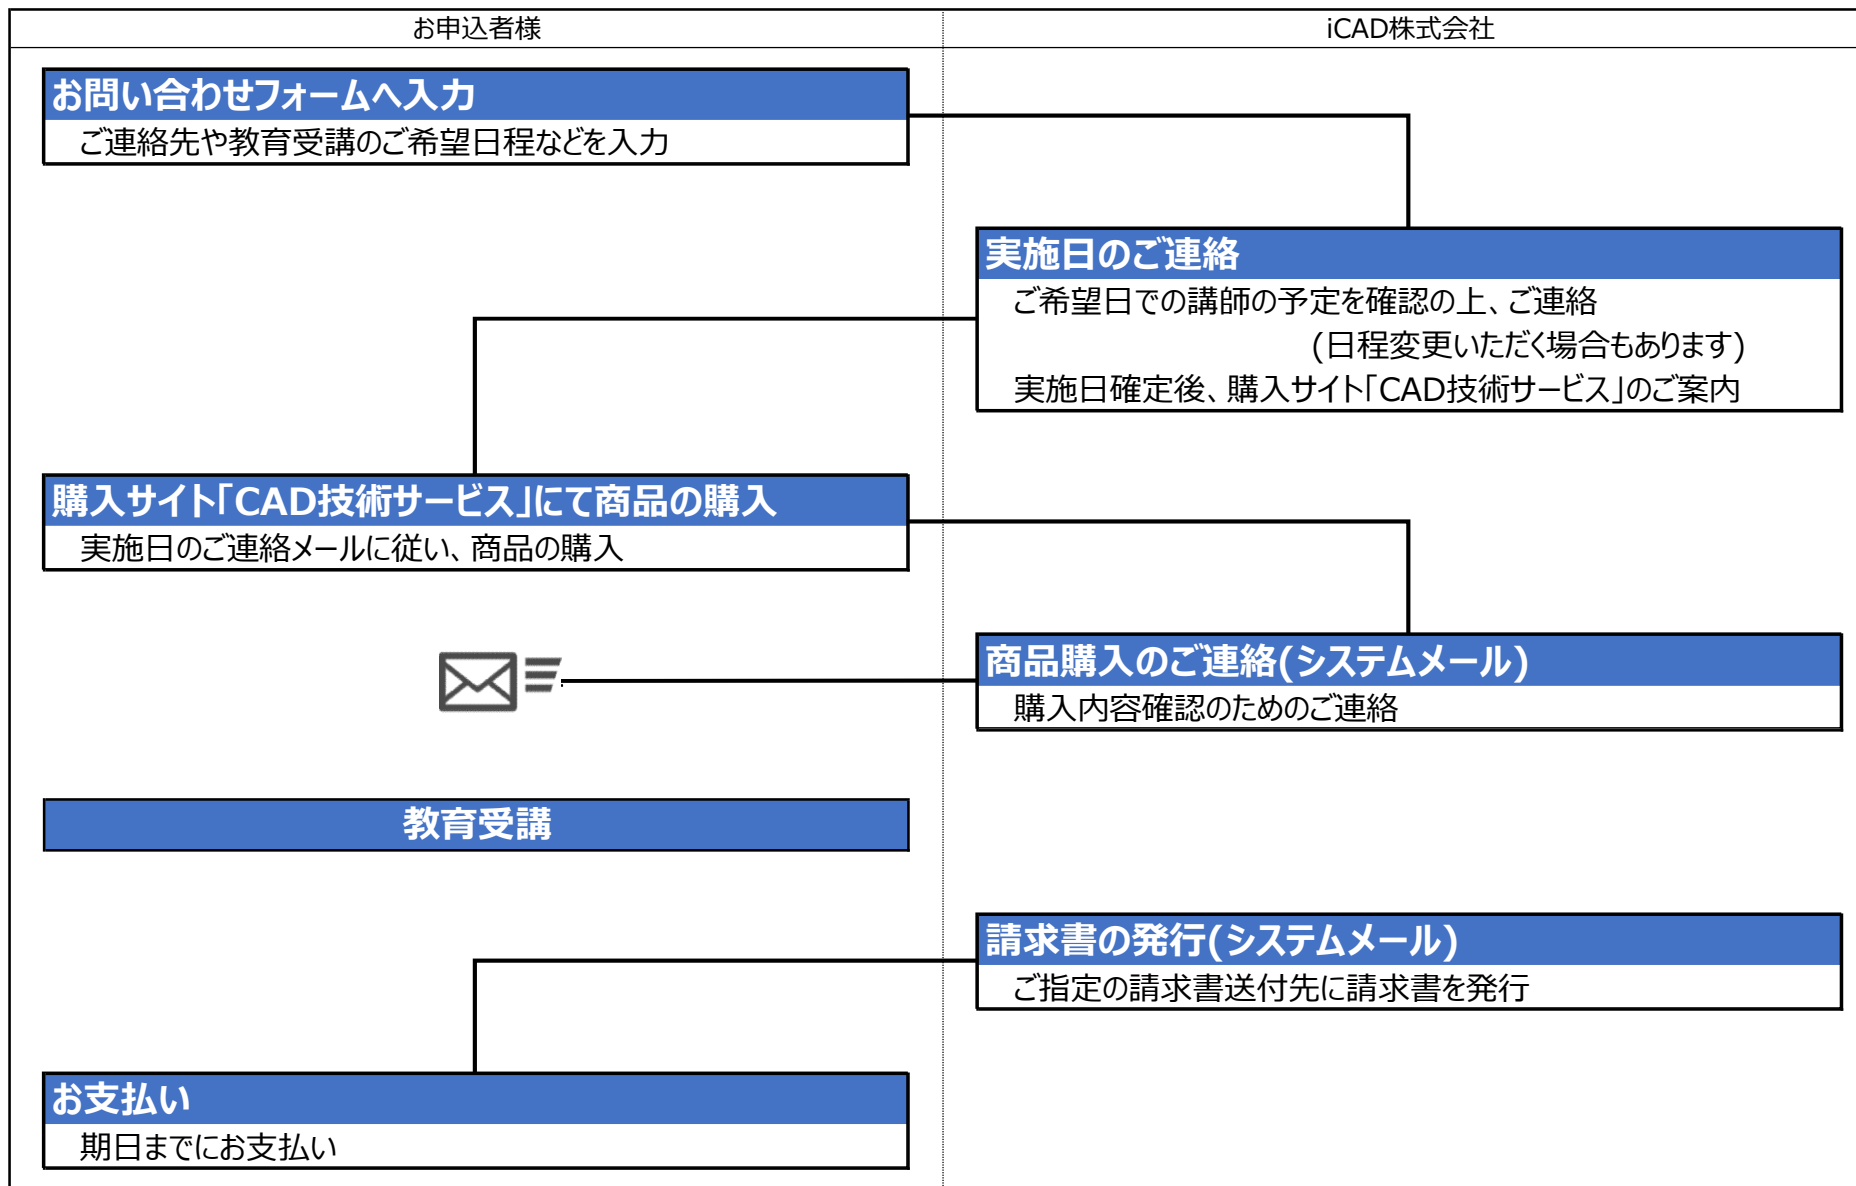 お申込者様
iCAD株式会社
お問い合わせフォームへ入力
ご連絡先や教育受講のご希望日程などを入力
実施日のご連絡
ご希望日での講師の予定を確認の上、ご連絡
(日程変更いただく場合もあります)
実施日確定後、購入サイト「CAD技術サービス」のご案内
購入サイト「CAD技術サービス」にて商品の購入
実施日のご連絡メールに従い、商品の購入
商品購入のご連絡(システムメール)
購入内容確認のためのご連絡
教育受講
請求書の発行(システムメール)
ご指定の請求書送付先に請求書を発行
お支払い
期日までにお支払い